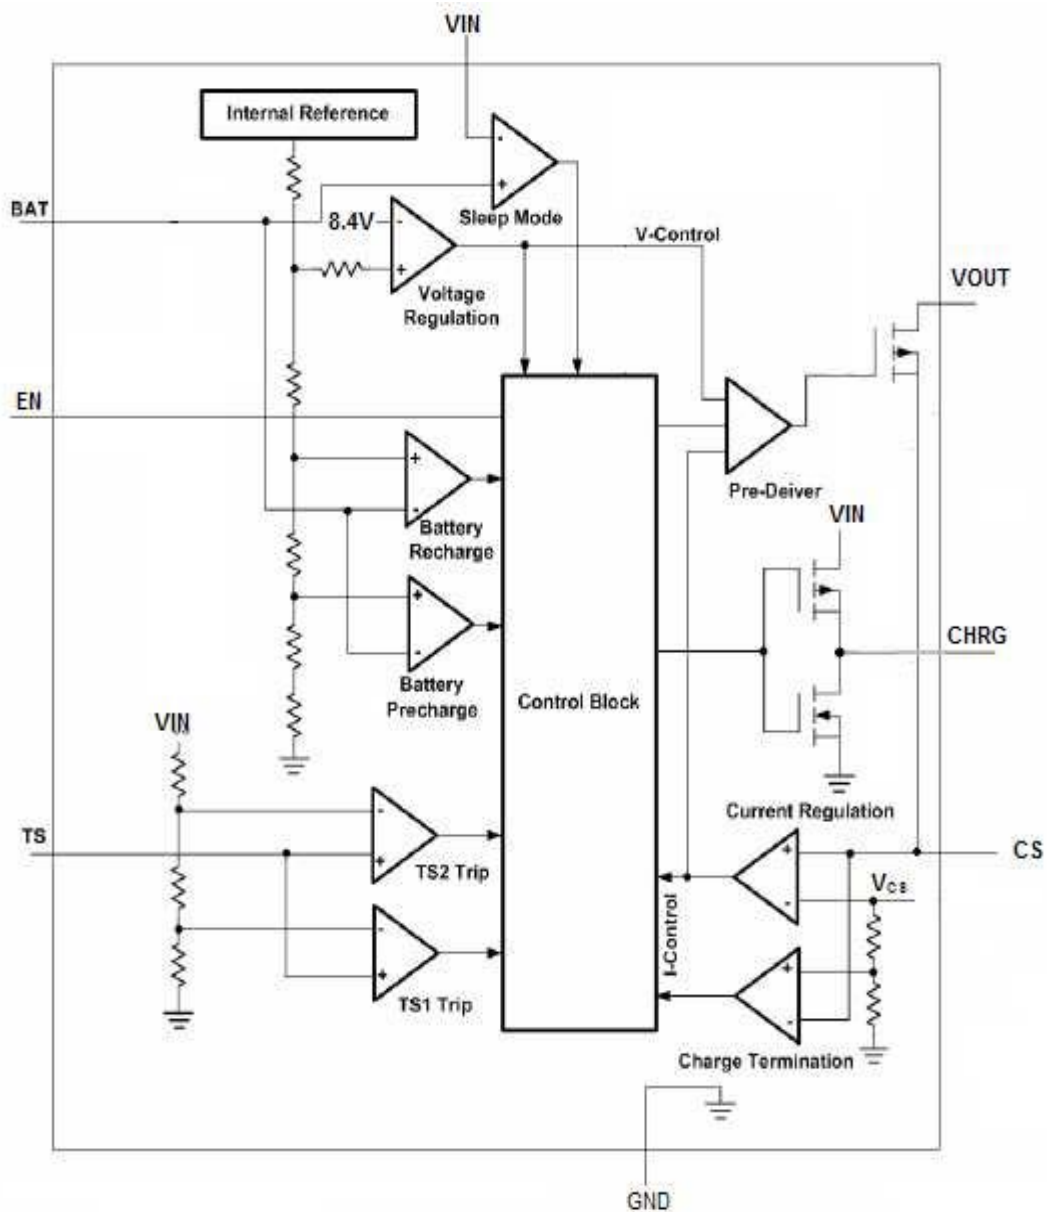 VIN
Internal Reference
BAT
8.4V
-
+
Sleep Mode
-
+
Voltage
Regulation
V-Control
VOUT
EN
+
-
Battery
Recharge
Pre-Deiver
VIN
+
-
Battery
Precharge
Control Block
CHRG
VIN
TS
-
+
TS2 Trip
-
+
TS1 Trip
Current Regulation
+
-
CS
VCS
I-Control
+
-
Charge Termination
GND